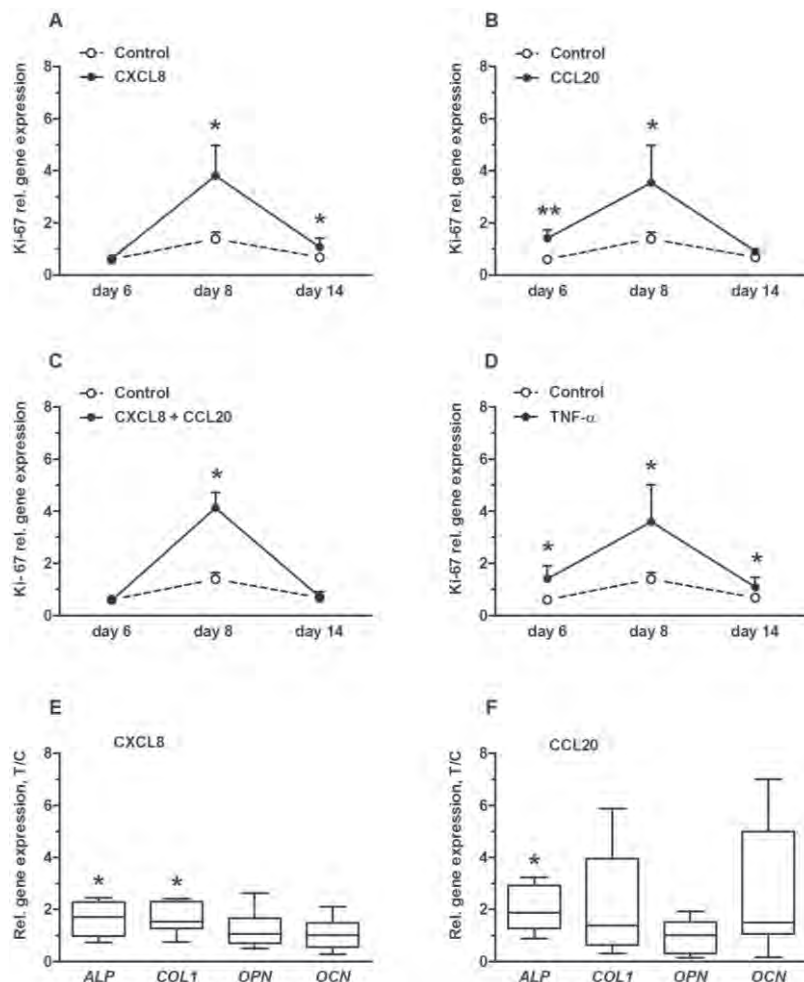 A
Control
CXCL8
8
6
4
2
0
Ki-67 rel. gene expression
*
*
day 6 day 8 day 14
B
Control
CCL20
8
6
4
2
0
Ki-67 rel. gene expression
**
*
day 6 day 8 day 14
C
Control
CXCL8 + CCL20
8
6
4
2
0
Ki- 67 rel. gene expression
*
day 6 day 8 day 14
D
Control
TNF-α
8
6
4
2
0
Ki-67 rel. gene expression
*
*
*
day 6 day 8 day 14
E
CXCL8
8
6
4
2
0
Rel. gene expression, T/C
* *
ALP COL1 OPN OCN
F
CCL20
8
6
4
2
0
Rel. gene expression, T/C
*
ALP COL1 OPN OCN